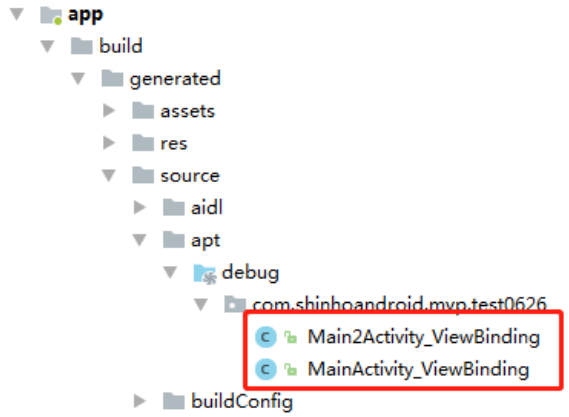 app
build
generated
assets
res
source
aidl
apt
debug
com.shinhoandroid.mvp.test0626
Main2Activity_ViewBinding
MainActivity_ViewBinding
buildConfig